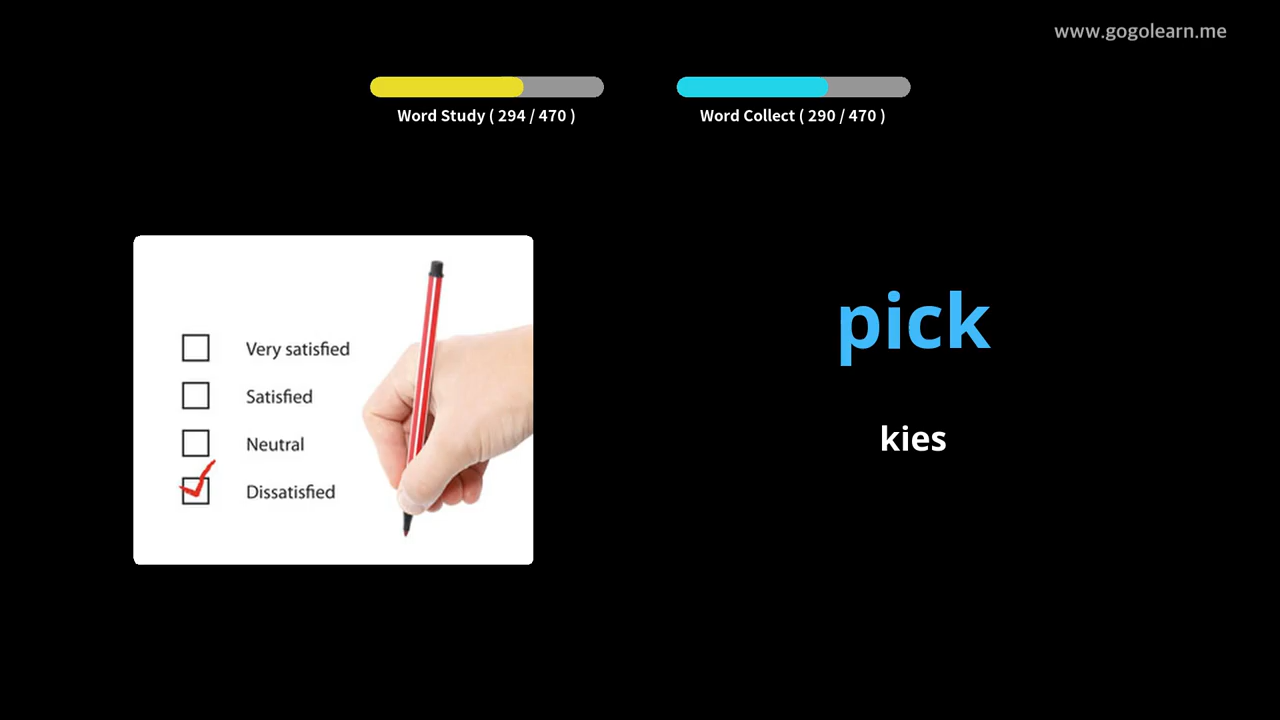 www.gogolearn.me
Word Study ( 294 / 470 )
Word Collect ( 290 / 470 )
Very satisfied
Satisfied
Neutral
Dissatisfied
pick
kies